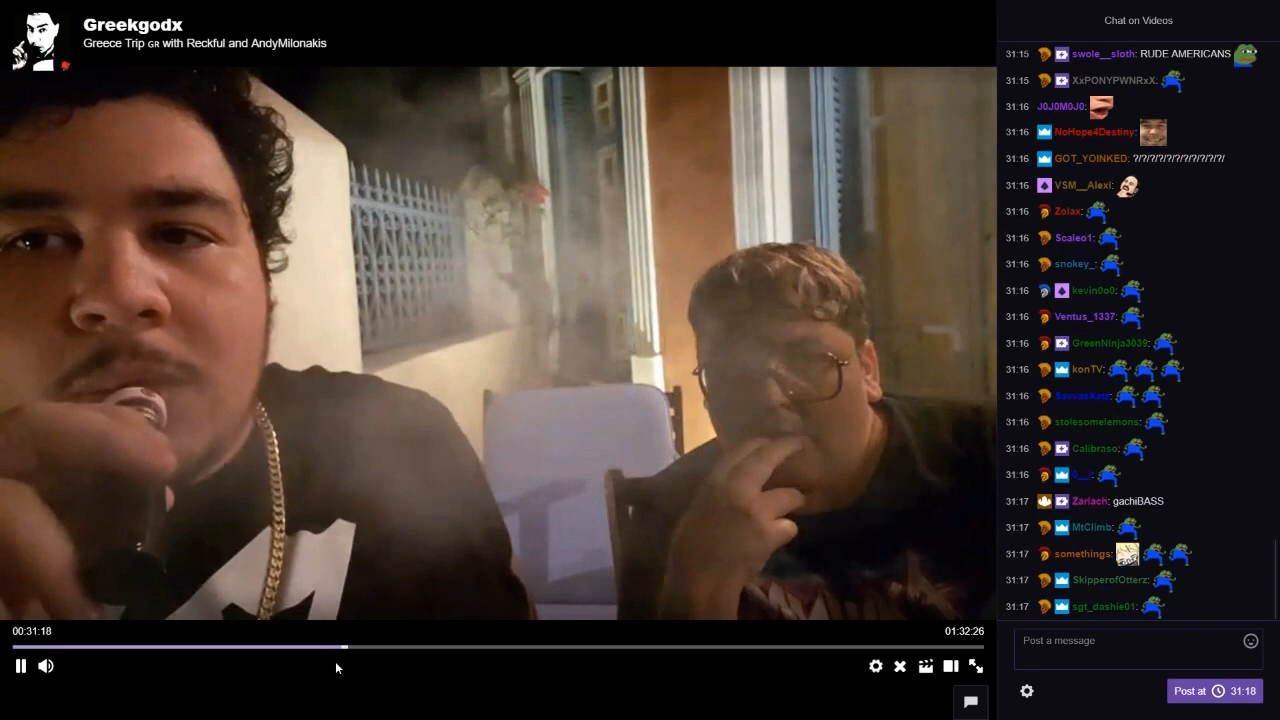 Greekgodx
Greece Trip GR with Reckful and AndyMilonakis
Chat on Videos
31:15 swole__sloth: RUDE AMERICANS
31:15 XxPONYPWNRxX:
31:16 J0J0M0J0:
31:16 NoHope4Destiny:
31:16 GOT_YOINKED: ?/?/?/?/?/?/?/?/?/?/?/
31:16 VSM__Alexi:
31:16 Zolax:
31:16 Scaleo1:
31:16 snokey_:
31:16 kevin0o0:
31:16 Ventus_1337:
31:16 GreenNinja3039:
31:16 konTV:
31:16
31:16 stolesomelemons:
31:16 Calibraso:
31:16
31:17 Zarlach: gachiBASS
31:17 MtClimb:
31:17 somethings:
31:17 SkipperofOtterz:
31:17 sgt_dashie01:
00:31:18
01:32:26
Post a message
Post at 31:18